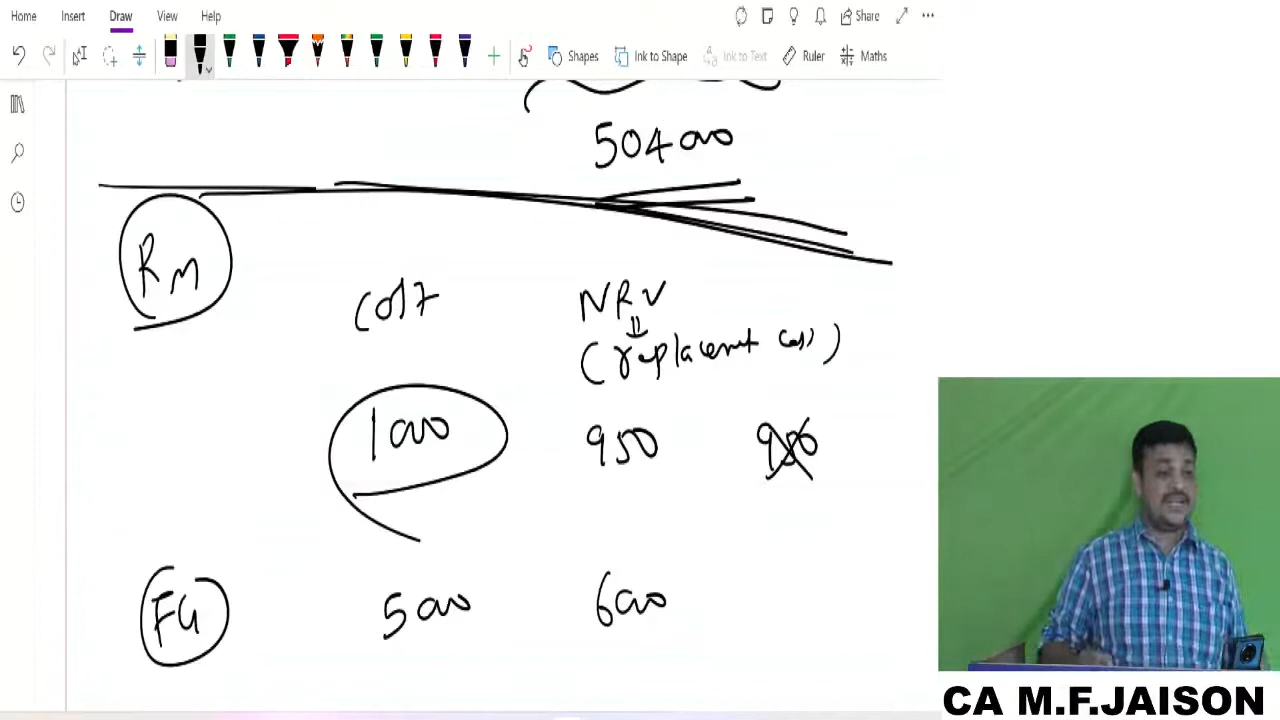 Home Insert Draw View Help
Share
Shapes Ink to Shape Ink to Text Ruler Maths
504000
RM
Cost NRV
(replacement cost)
1000 950 950
FG 5000 6000
CA M.F.JAISON